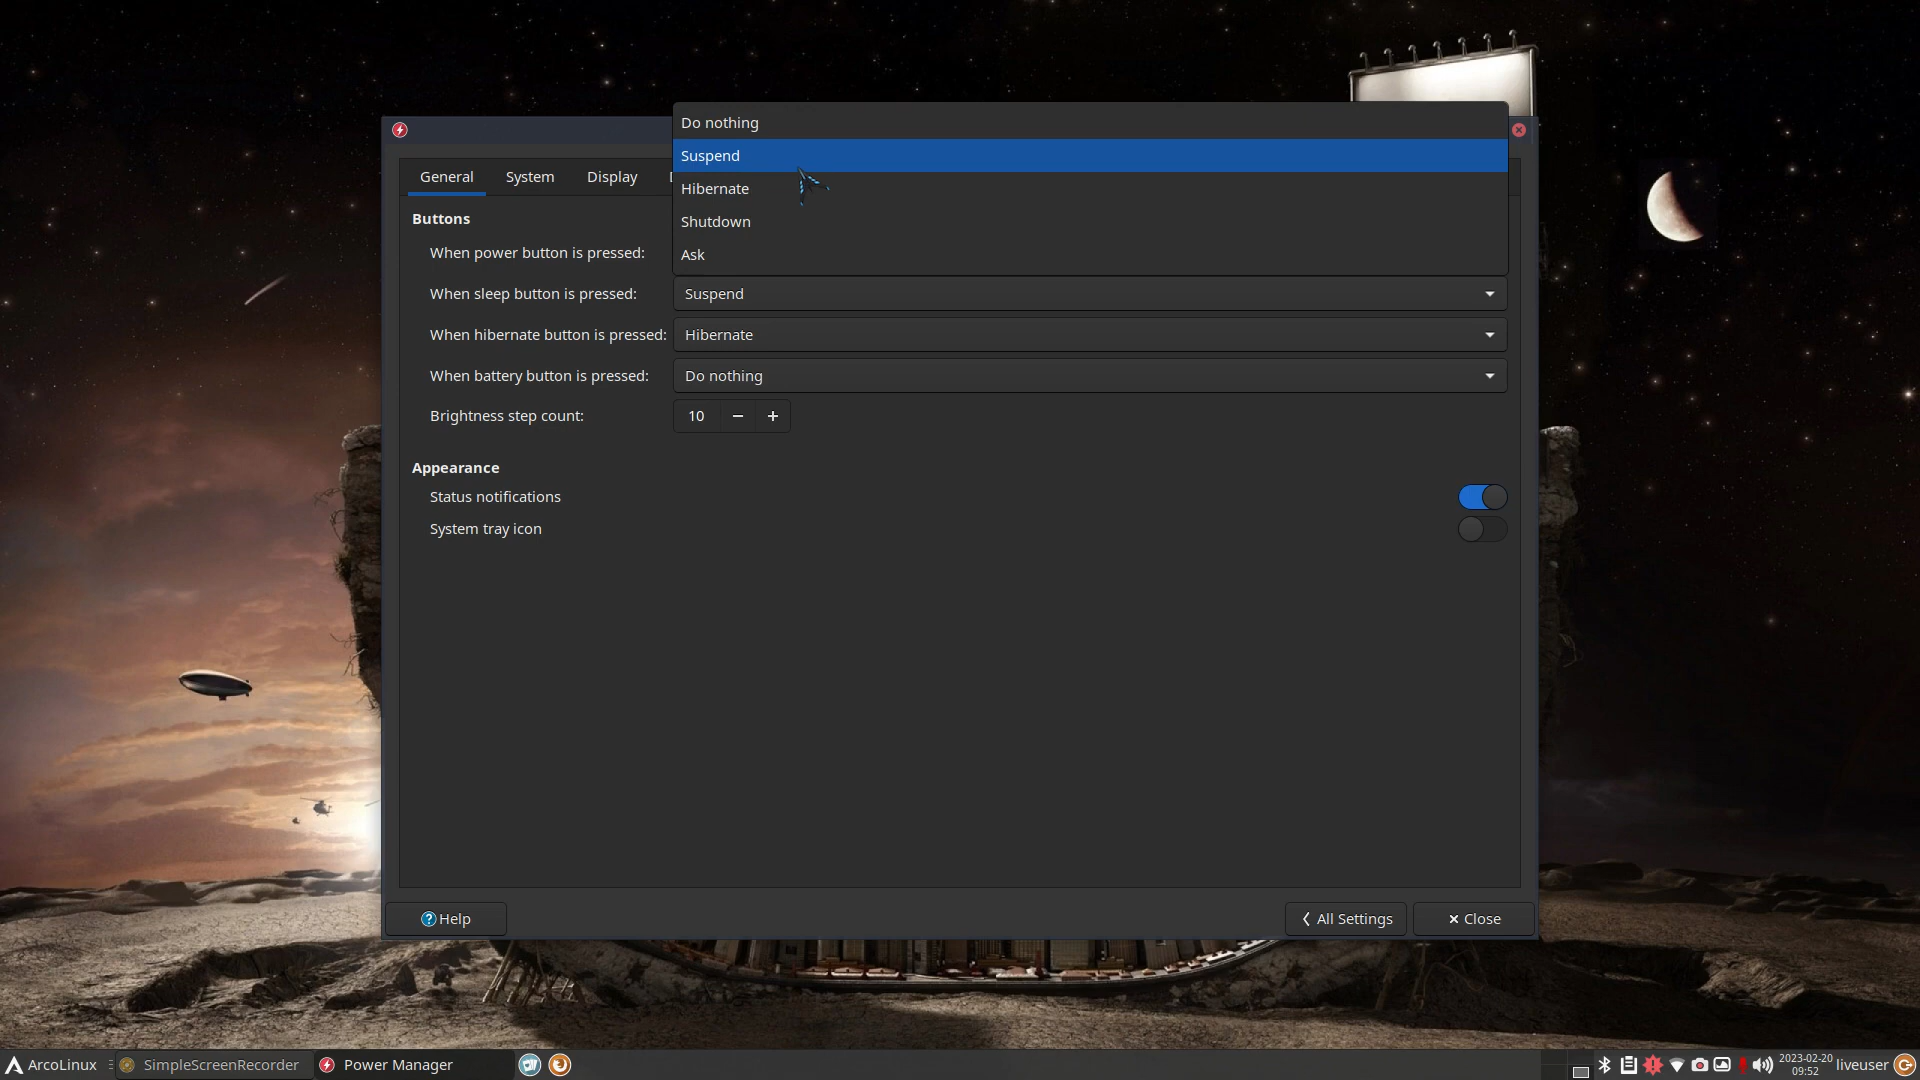 Do nothing
Suspend
General System Display
Hibernate
Buttons
Shutdown
When power button is pressed:
Ask
When sleep button is pressed: Suspend
When hibernate button is pressed: Hibernate
When battery button is pressed: Do nothing
Brightness step count: 10
Appearance
Status notifications
System tray icon
Help
All Settings
Close
ArcoLinux
SimpleScreenRecorder
Power Manager
2023-02-20
09:52
liveuser